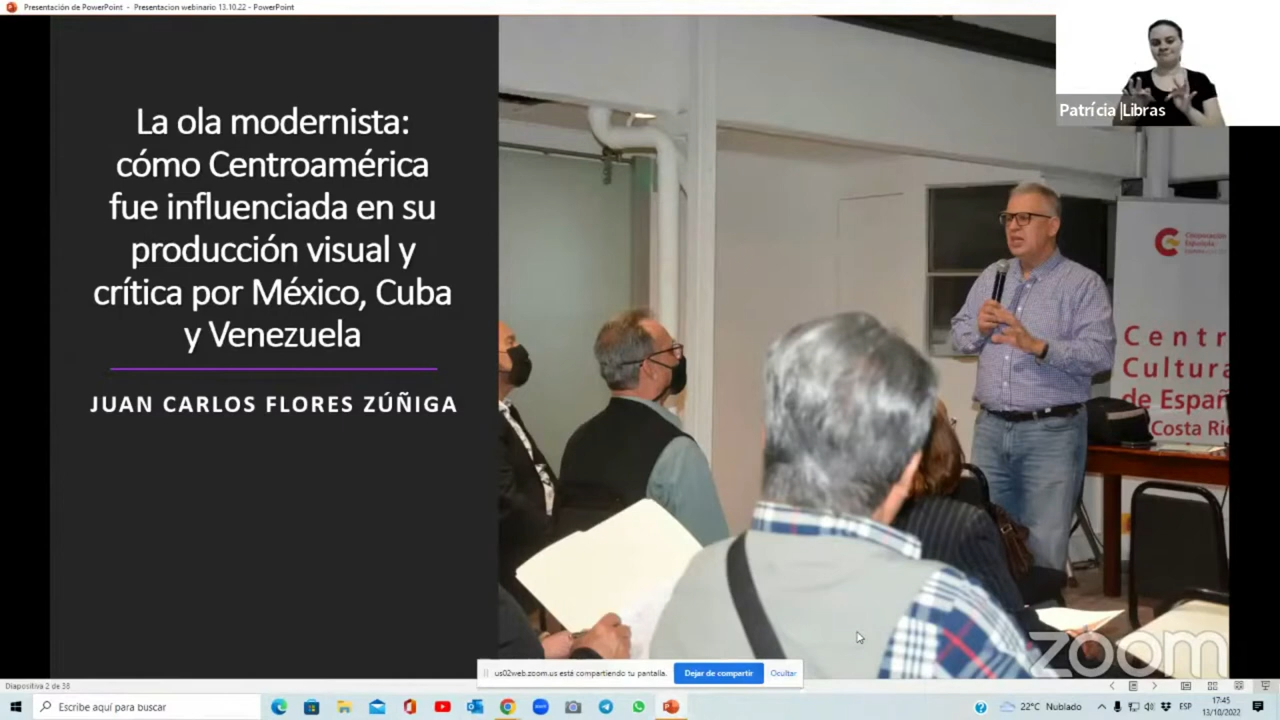 Presentación de PowerPoint - Presentacion webinario 13.10.22 - PowerPoint
La ola modernista:
cómo Centroamérica
fue influenciada en su
producción visual y
crítica por México, Cuba
y Venezuela
JUAN CARLOS FLORES ZÚÑIGA
Patrícia |Libras
Cooperación
Española
Centr
Cultura
de Españ
Costa Ri
zoom
us02web.zoom.us está compartiendo tu pantalla.
Dejar de compartir
Ocultar
Diapositiva 2 de 38
Escribe aquí para buscar
22°C Nublado
ESP
17:45
13/10/2022